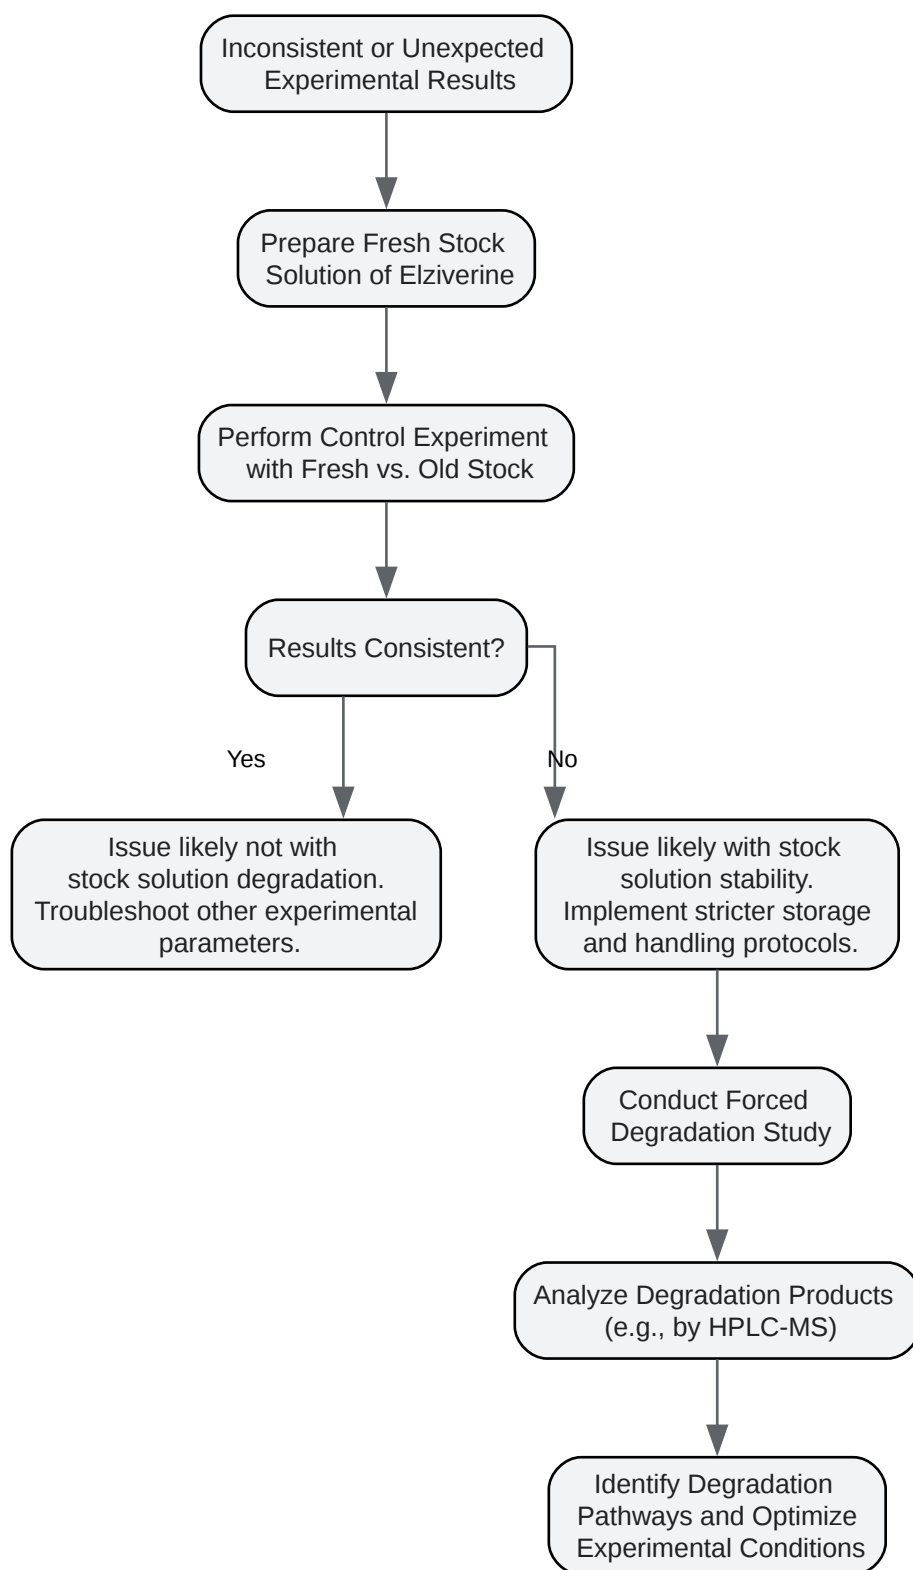 Inconsistent or Unexpected
Experimental Results
Prepare Fresh Stock
Solution of Elziverine
Perform Control Experiment
with Fresh vs. Old Stock
Results Consistent?
Yes
No
Issue likely not with
stock solution degradation.
Troubleshoot other experimental
parameters.
Issue likely with stock
solution stability.
Implement stricter storage
and handling protocols.
Conduct Forced
Degradation Study
Analyze Degradation Products
(e.g., by HPLC-MS)
Identify Degradation
Pathways and Optimize
Experimental Conditions